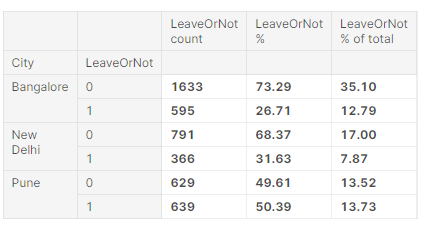 LeaveOrNot count LeaveOrNot % LeaveOrNot % of total
City LeaveOrNot
Bangalore 0 1633 73.29 35.10
1 595 26.71 12.79
New Delhi 0 791 68.37 17.00
1 366 31.63 7.87
Pune 0 629 49.61 13.52
1 639 50.39 13.73